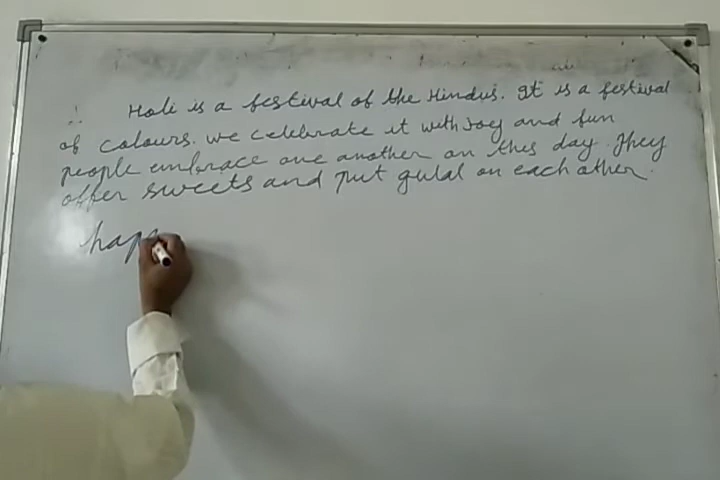 Holi is a festival of the Hindus. It is a festival
of colours. we celebrate it with Joy and fun
people embrace one another on this day. They
offer sweets and put gulal on each other.
hap